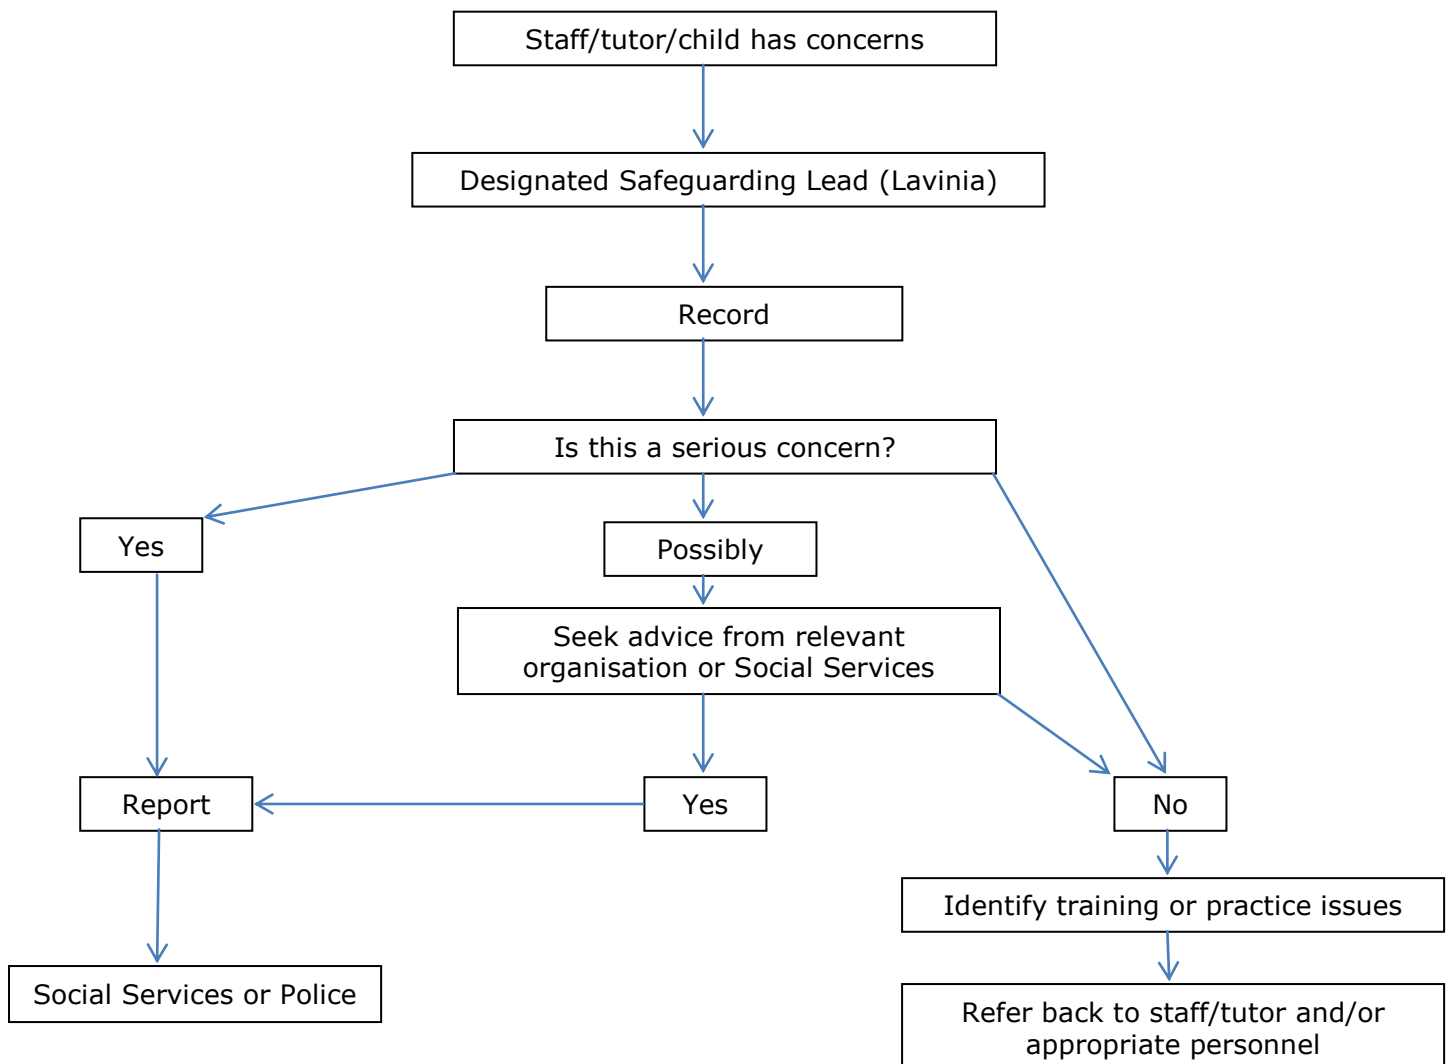 Staff/tutor/child has concerns
Designated Safeguarding Lead (Lavinia)
Record
Is this a serious concern?
Yes
Possibly
Seek advice from relevant
organisation or Social Services
Report
Yes
No
Identify training or practice issues
Social Services or Police
Refer back to staff/tutor and/or
appropriate personnel